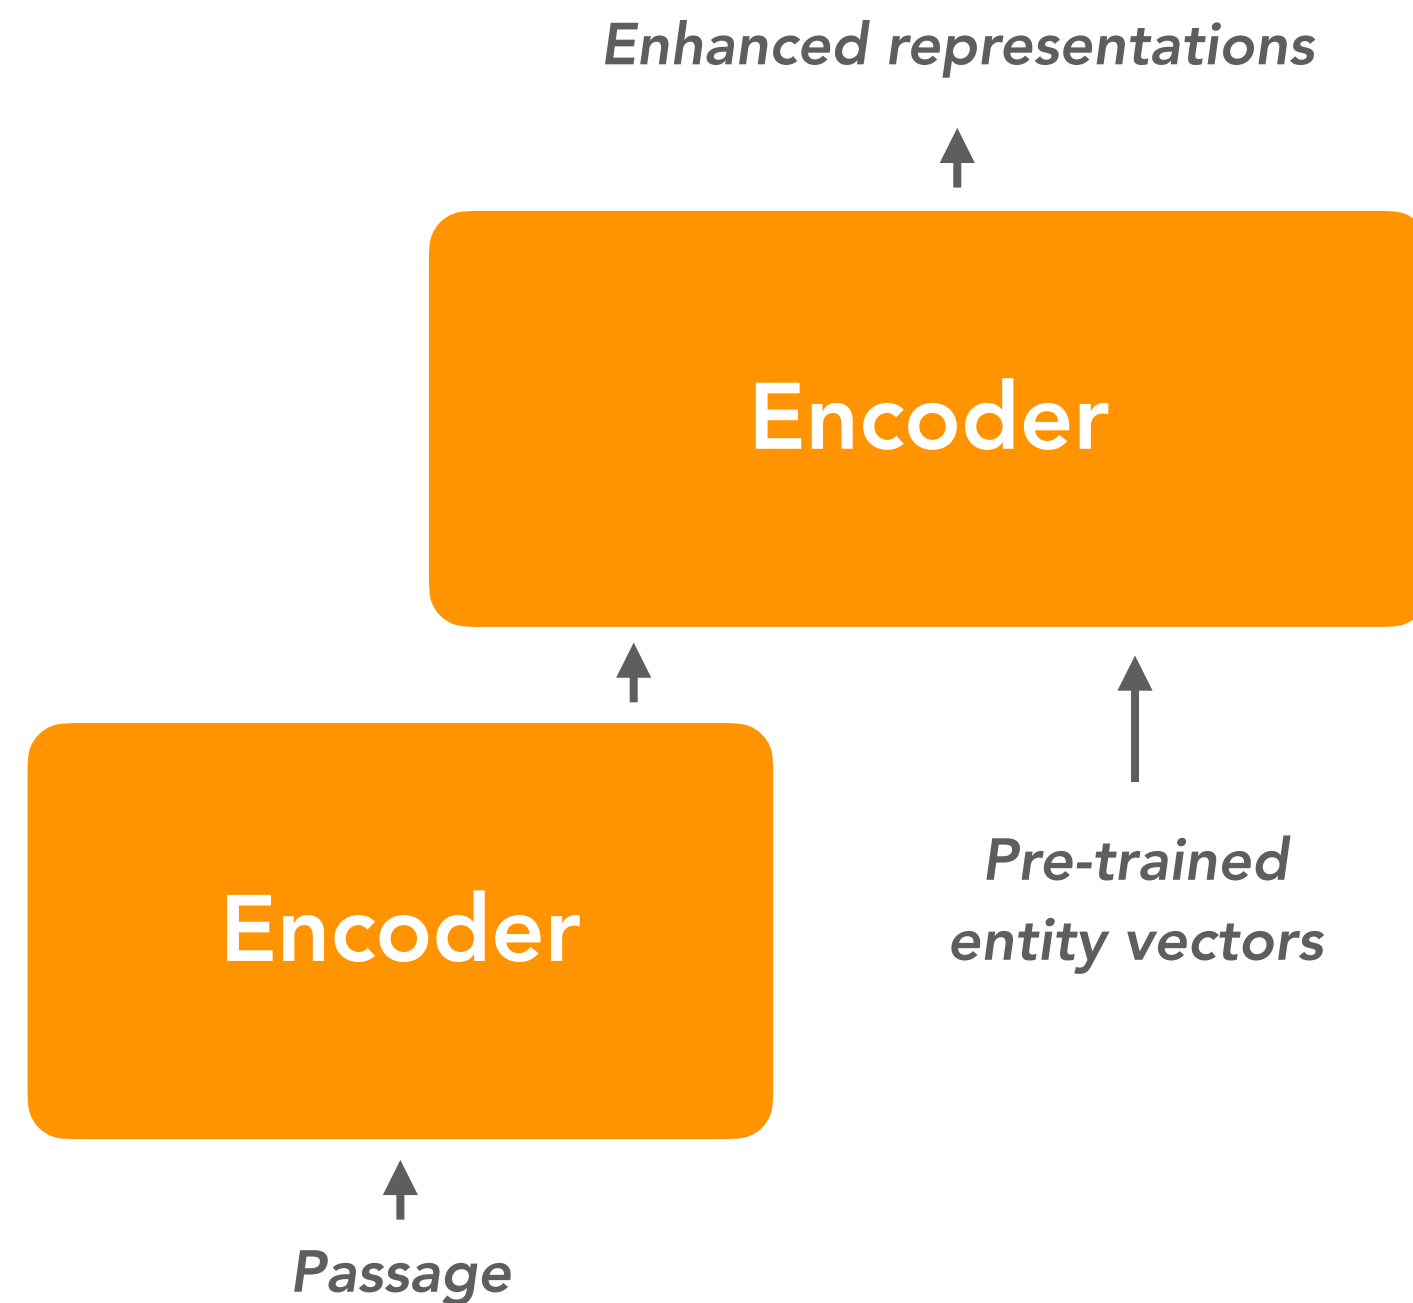 Enhanced representations
Encoder
Pre-trained
entity vectors
Encoder
Passage